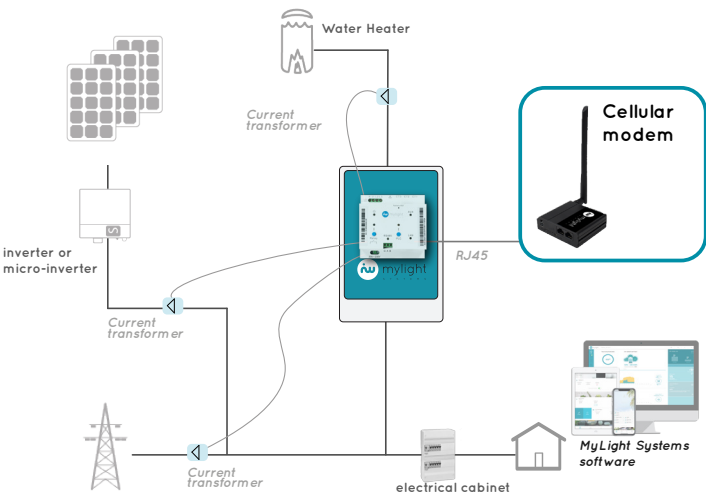 Water Heater
Current
transformer
Cellular
modem
inverter or
micro-inverter
mylight
RJ45
Current
transformer
MyLight Systems
software
Current
transformer
electrical cabinet